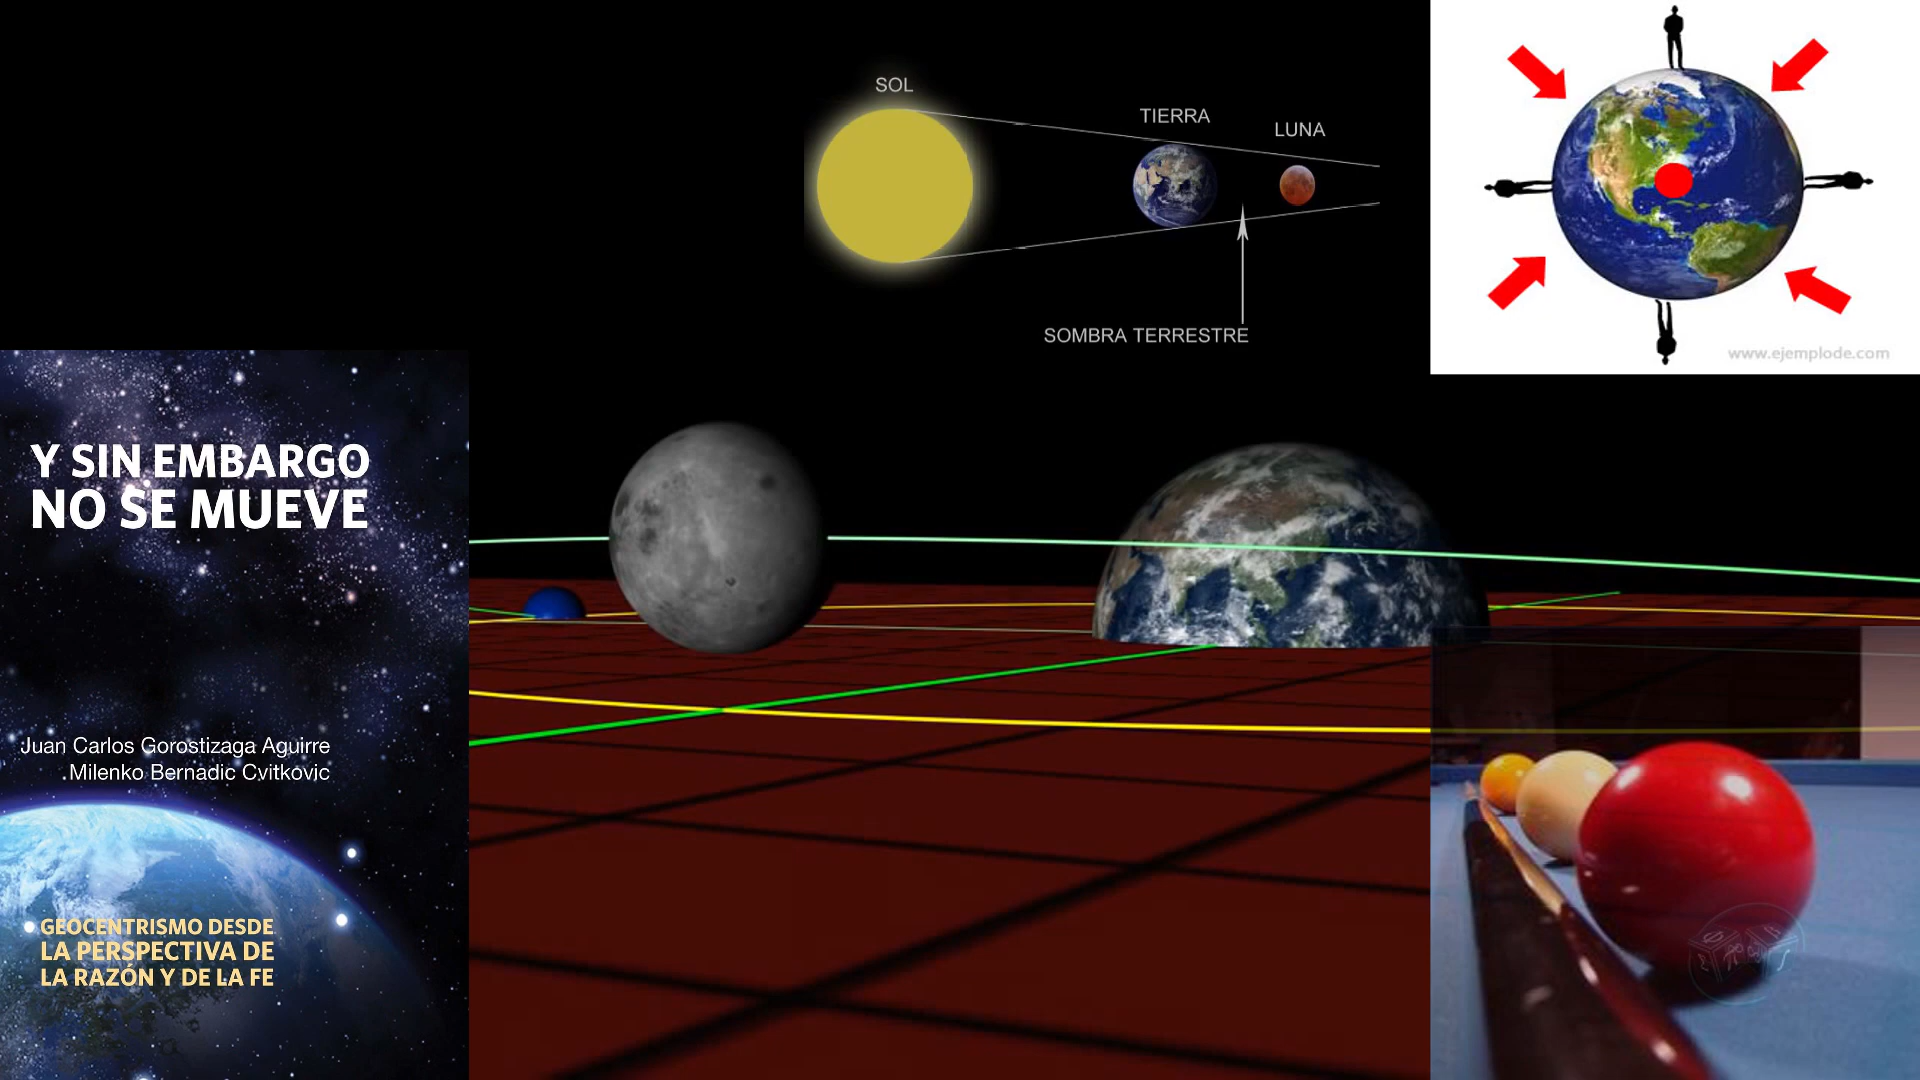 SOL
TIERRA
LUNA
SOMBRA TERRESTRE
www.ejemplode.com
Y SIN EMBARGO
NO SE MUEVE
Juan Carlos Gorostizaga Aguirre
Milenko Bernadic Cvitkovic
GEOCENTRISMO DESDE
LA PERSPECTIVA DE
LA RAZÓN Y DE LA FE